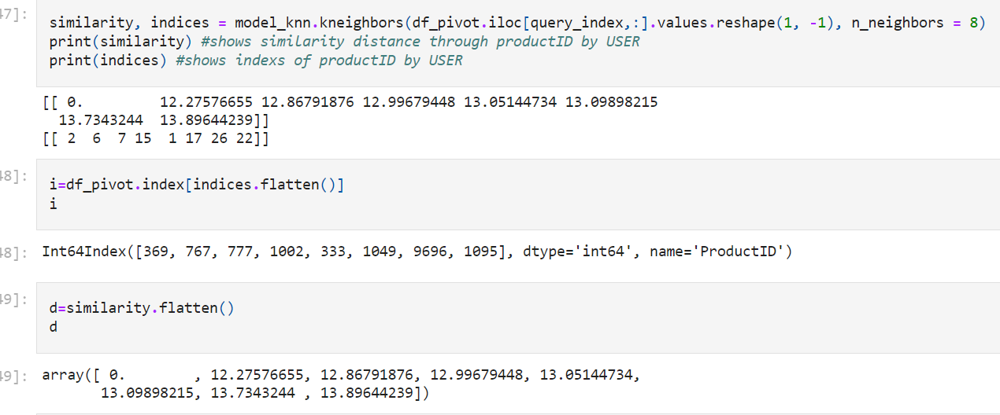 47]:
similarity, indices = model_knn.kneighbors(df_pivot.iloc[query_index,:].values.reshape(1, -1), n_neighbors = 8)
print(similarity) #shows similarity distance through productID by USER
print(indices) #shows indexs of productID by USER
[[ 0.         12.27576655 12.86791876 12.99679448 13.05144734 13.09898215
  13.7343244  13.89644239]]
[[ 2  6  7 15  1 17 26 22]]
48]:
i=df_pivot.index[indices.flatten()]
i
48]: Int64Index([369, 767, 777, 1002, 333, 1049, 9696, 1095], dtype='int64', name='ProductID')
49]:
d=similarity.flatten()
d
49]: array([ 0.        , 12.27576655, 12.86791876, 12.99679448, 13.05144734,
       13.09898215, 13.7343244 , 13.89644239])